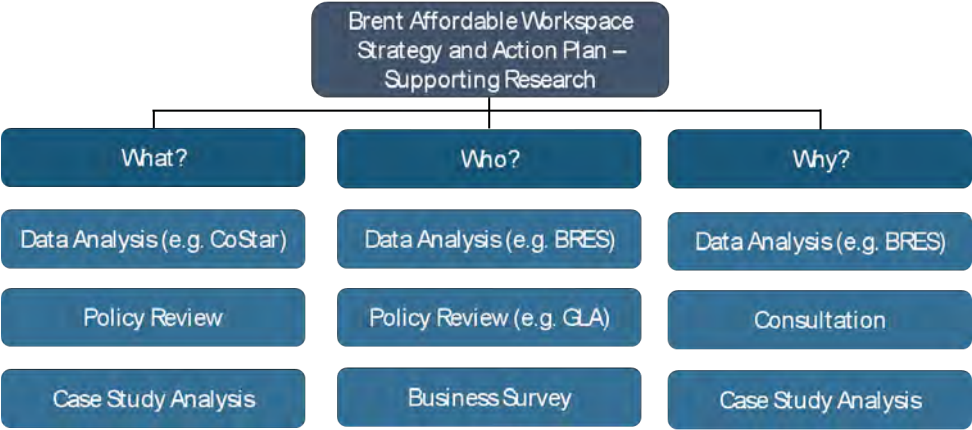 Brent Affordable Workspace
Strategy and Action Plan –
Supporting Research
What?
Who?
Why?
Data Analysis (e.g. CoStar)
Data Analysis (e.g. BRES)
Data Analysis (e.g. BRES)
Policy Review
Policy Review (e.g. GLA)
Consultation
Case Study Analysis
Business Survey
Case Study Analysis